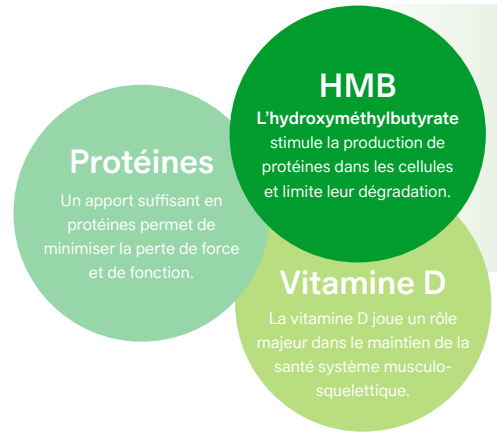 HMB
L'hydroxyméthylbutyrate
stimule la production de
protéines dans les cellules
et limite leur dégradation.
Protéines
Un apport suffisant en
protéines permet de
minimiser la perte de force
et de fonction.
Vitamine D
La vitamine D joue un rôle
majeur dans le maintien de la
santé système musculo-
squelettique.